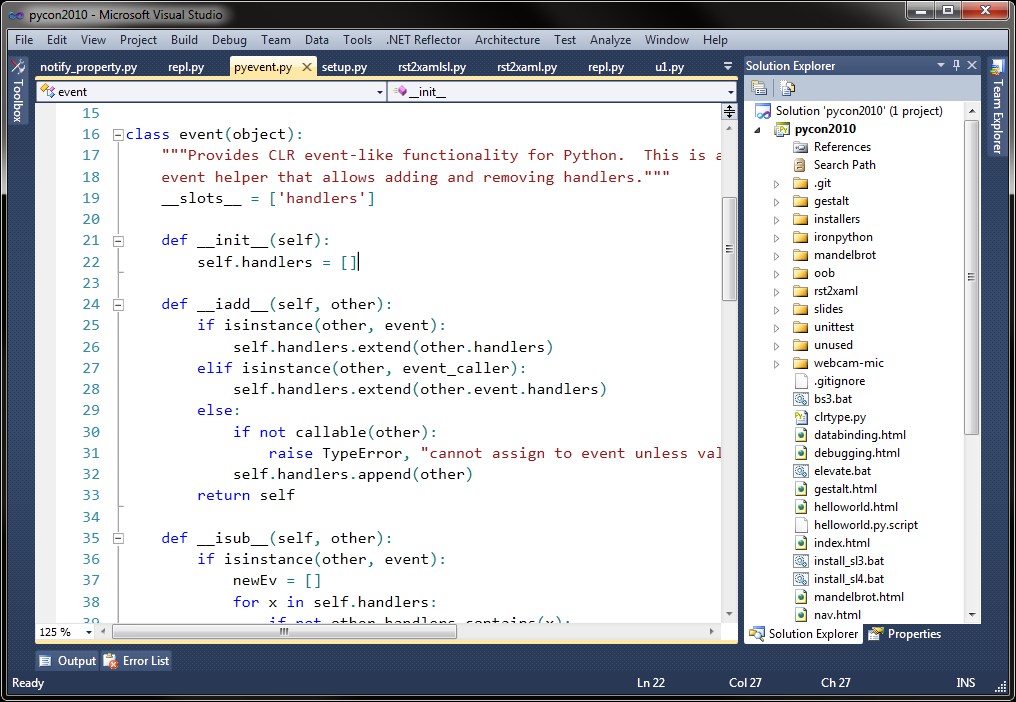 pycon2010 - Microsoft Visual Studio
File Edit View Project Build Debug Team Data Tools .NET Reflector Architecture Test Analyze Window Help
Toolbox
notify_property.py repl.py pyevent.py setup.py rst2xamlsl.py rst2xaml.py repl.py u1.py
event __init__
15
16 class event(object):
17 """Provides CLR event-like functionality for Python.  This is a
18 event helper that allows adding and removing handlers."""
19 __slots__ = ['handlers']
20
21 def __init__(self):
22 self.handlers = []
23
24 def __iadd__(self, other):
25 if isinstance(other, event):
26 self.handlers.extend(other.handlers)
27 elif isinstance(other, event_caller):
28 self.handlers.extend(other.event.handlers)
29 else:
30 if not callable(other):
31 raise TypeError, "cannot assign to event unless val
32 self.handlers.append(other)
33 return self
34
35 def __isub__(self, other):
36 if isinstance(other, event):
37 newEv = []
38 for x in self.handlers:
39 if not other.handlers.contains(x):
125 %
Solution Explorer
Solution 'pycon2010' (1 project)
pycon2010
References
Search Path
.git
gestalt
installers
ironpython
mandelbrot
oob
rst2xaml
slides
unittest
unused
webcam-mic
.gitignore
bs3.bat
clrtype.py
databinding.html
debugging.html
elevate.bat
gestalt.html
helloworld.html
helloworld.py.script
index.html
install_sl3.bat
install_sl4.bat
mandelbrot.html
nav.html
Solution Explorer Properties
Team Explorer
Output Error List
Ready Ln 22 Col 27 Ch 27 INS